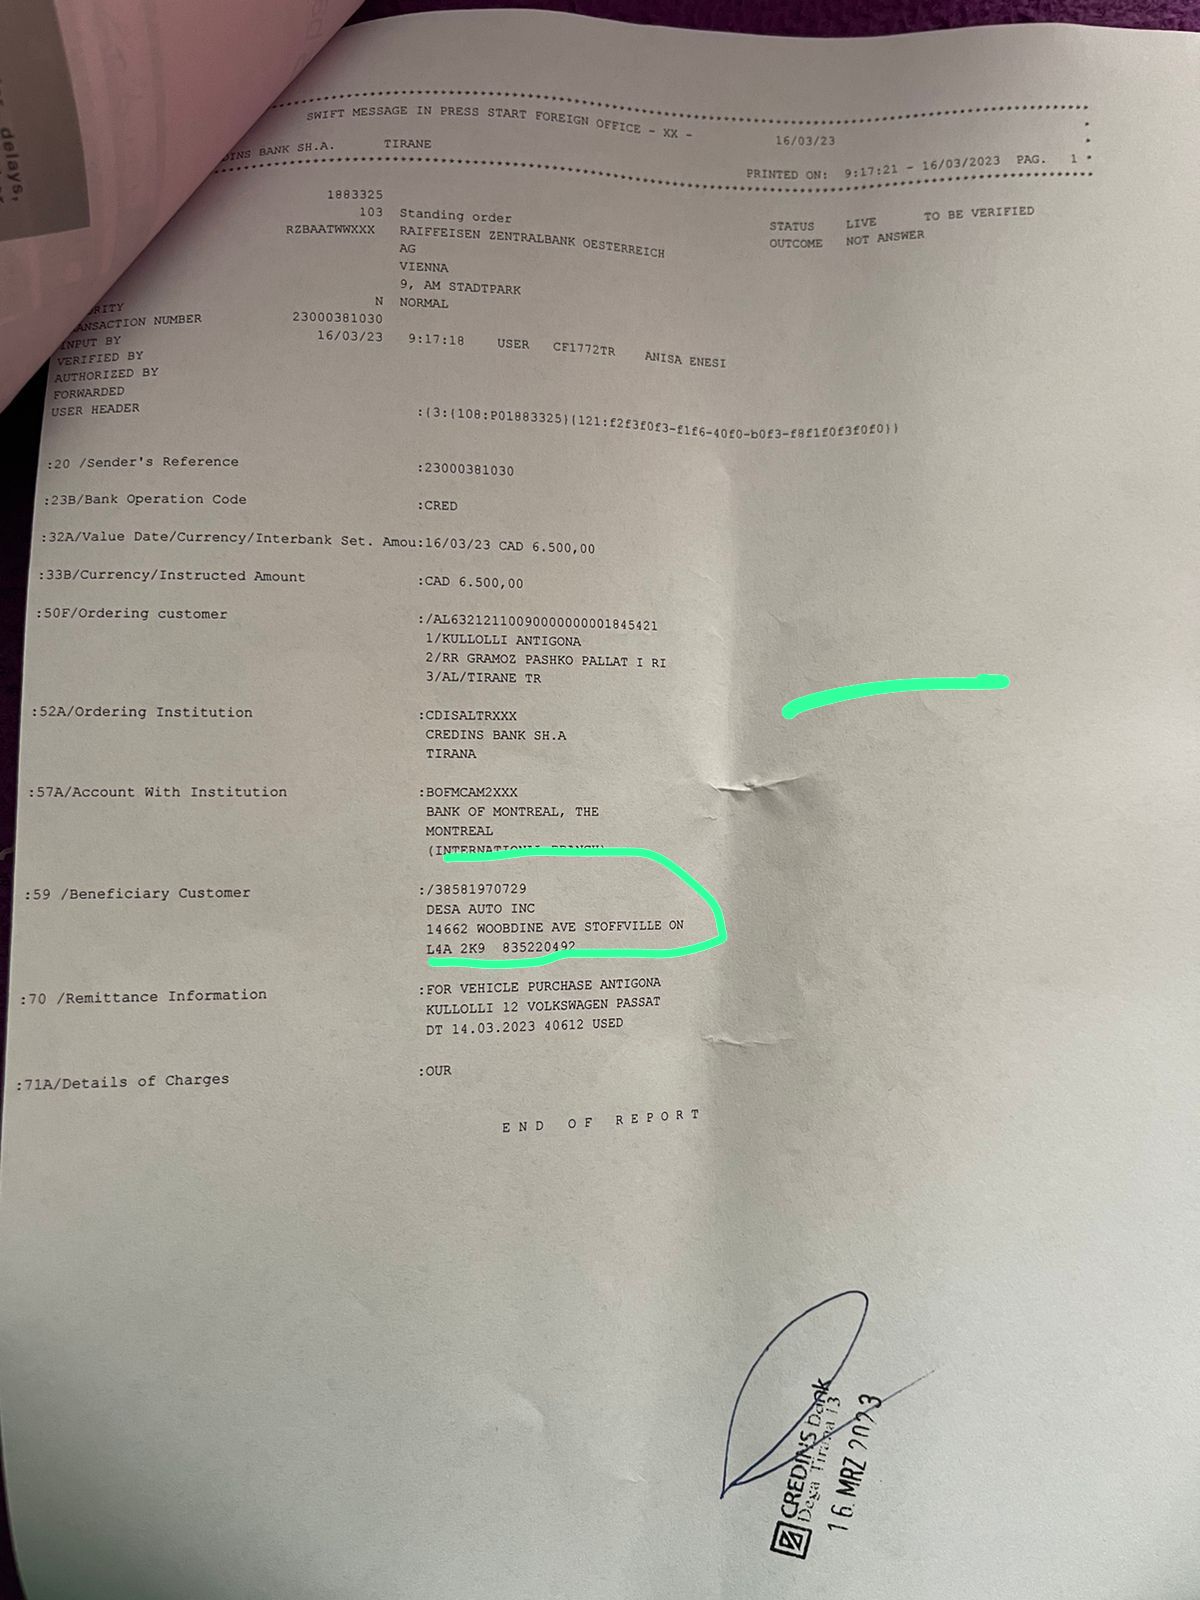 delays,
SWIFT MESSAGE IN PRESS START FOREIGN OFFICE - XX -
16/03/23
BANK SH.A. TIRANE
PRINTED ON: 9:17:21 - 16/03/2023 PAG. 1
1883325
103 Standing order
STATUS LIVE TO BE VERIFIED
RZBAATWWXXX RAIFFEISEN ZENTRALBANK OESTERREICH
OUTCOME NOT ANSWER
AG
VIENNA
9, AM STADTPARK
N NORMAL
TRANSACTION NUMBER 23000381030
INPUT BY 16/03/23 9:17:18 USER CF1772TR ANISA ENESI
VERIFIED BY
AUTHORIZED BY
FORWARDED
USER HEADER :{3:{108:P01883325}{121:f2f3f0f3-f1f6-40f0-b0f3-f8f1f0f3f0f0}}
:20 /Sender's Reference :23000381030
:23B/Bank Operation Code :CRED
:32A/Value Date/Currency/Interbank Set. Amou:16/03/23 CAD 6.500,00
:33B/Currency/Instructed Amount :CAD 6.500,00
:50F/Ordering customer :/AL63212110090000000001845421
1/KULLOLLI ANTIGONA
2/RR GRAMOZ PASHKO PALLAT I RI
3/AL/TIRANE TR
:52A/Ordering Institution :CDISALTRXXX
CREDINS BANK SH.A
TIRANA
:57A/Account With Institution :BOFMCAM2XXX
BANK OF MONTREAL, THE
MONTREAL
(INTERNATIONAL BRANCH)
:59 /Beneficiary Customer :/38581970729
DESA AUTO INC
14662 WOOBDINE AVE STOFFVILLE ON
L4A 2K9 835220492
:70 /Remittance Information :FOR VEHICLE PURCHASE ANTIGONA
KULLOLLI 12 VOLKSWAGEN PASSAT
DT 14.03.2023 40612 USED
:71A/Details of Charges :OUR
END OF REPORT
CREDINS Bank
Dega Tirana 13
16 MRZ 2023